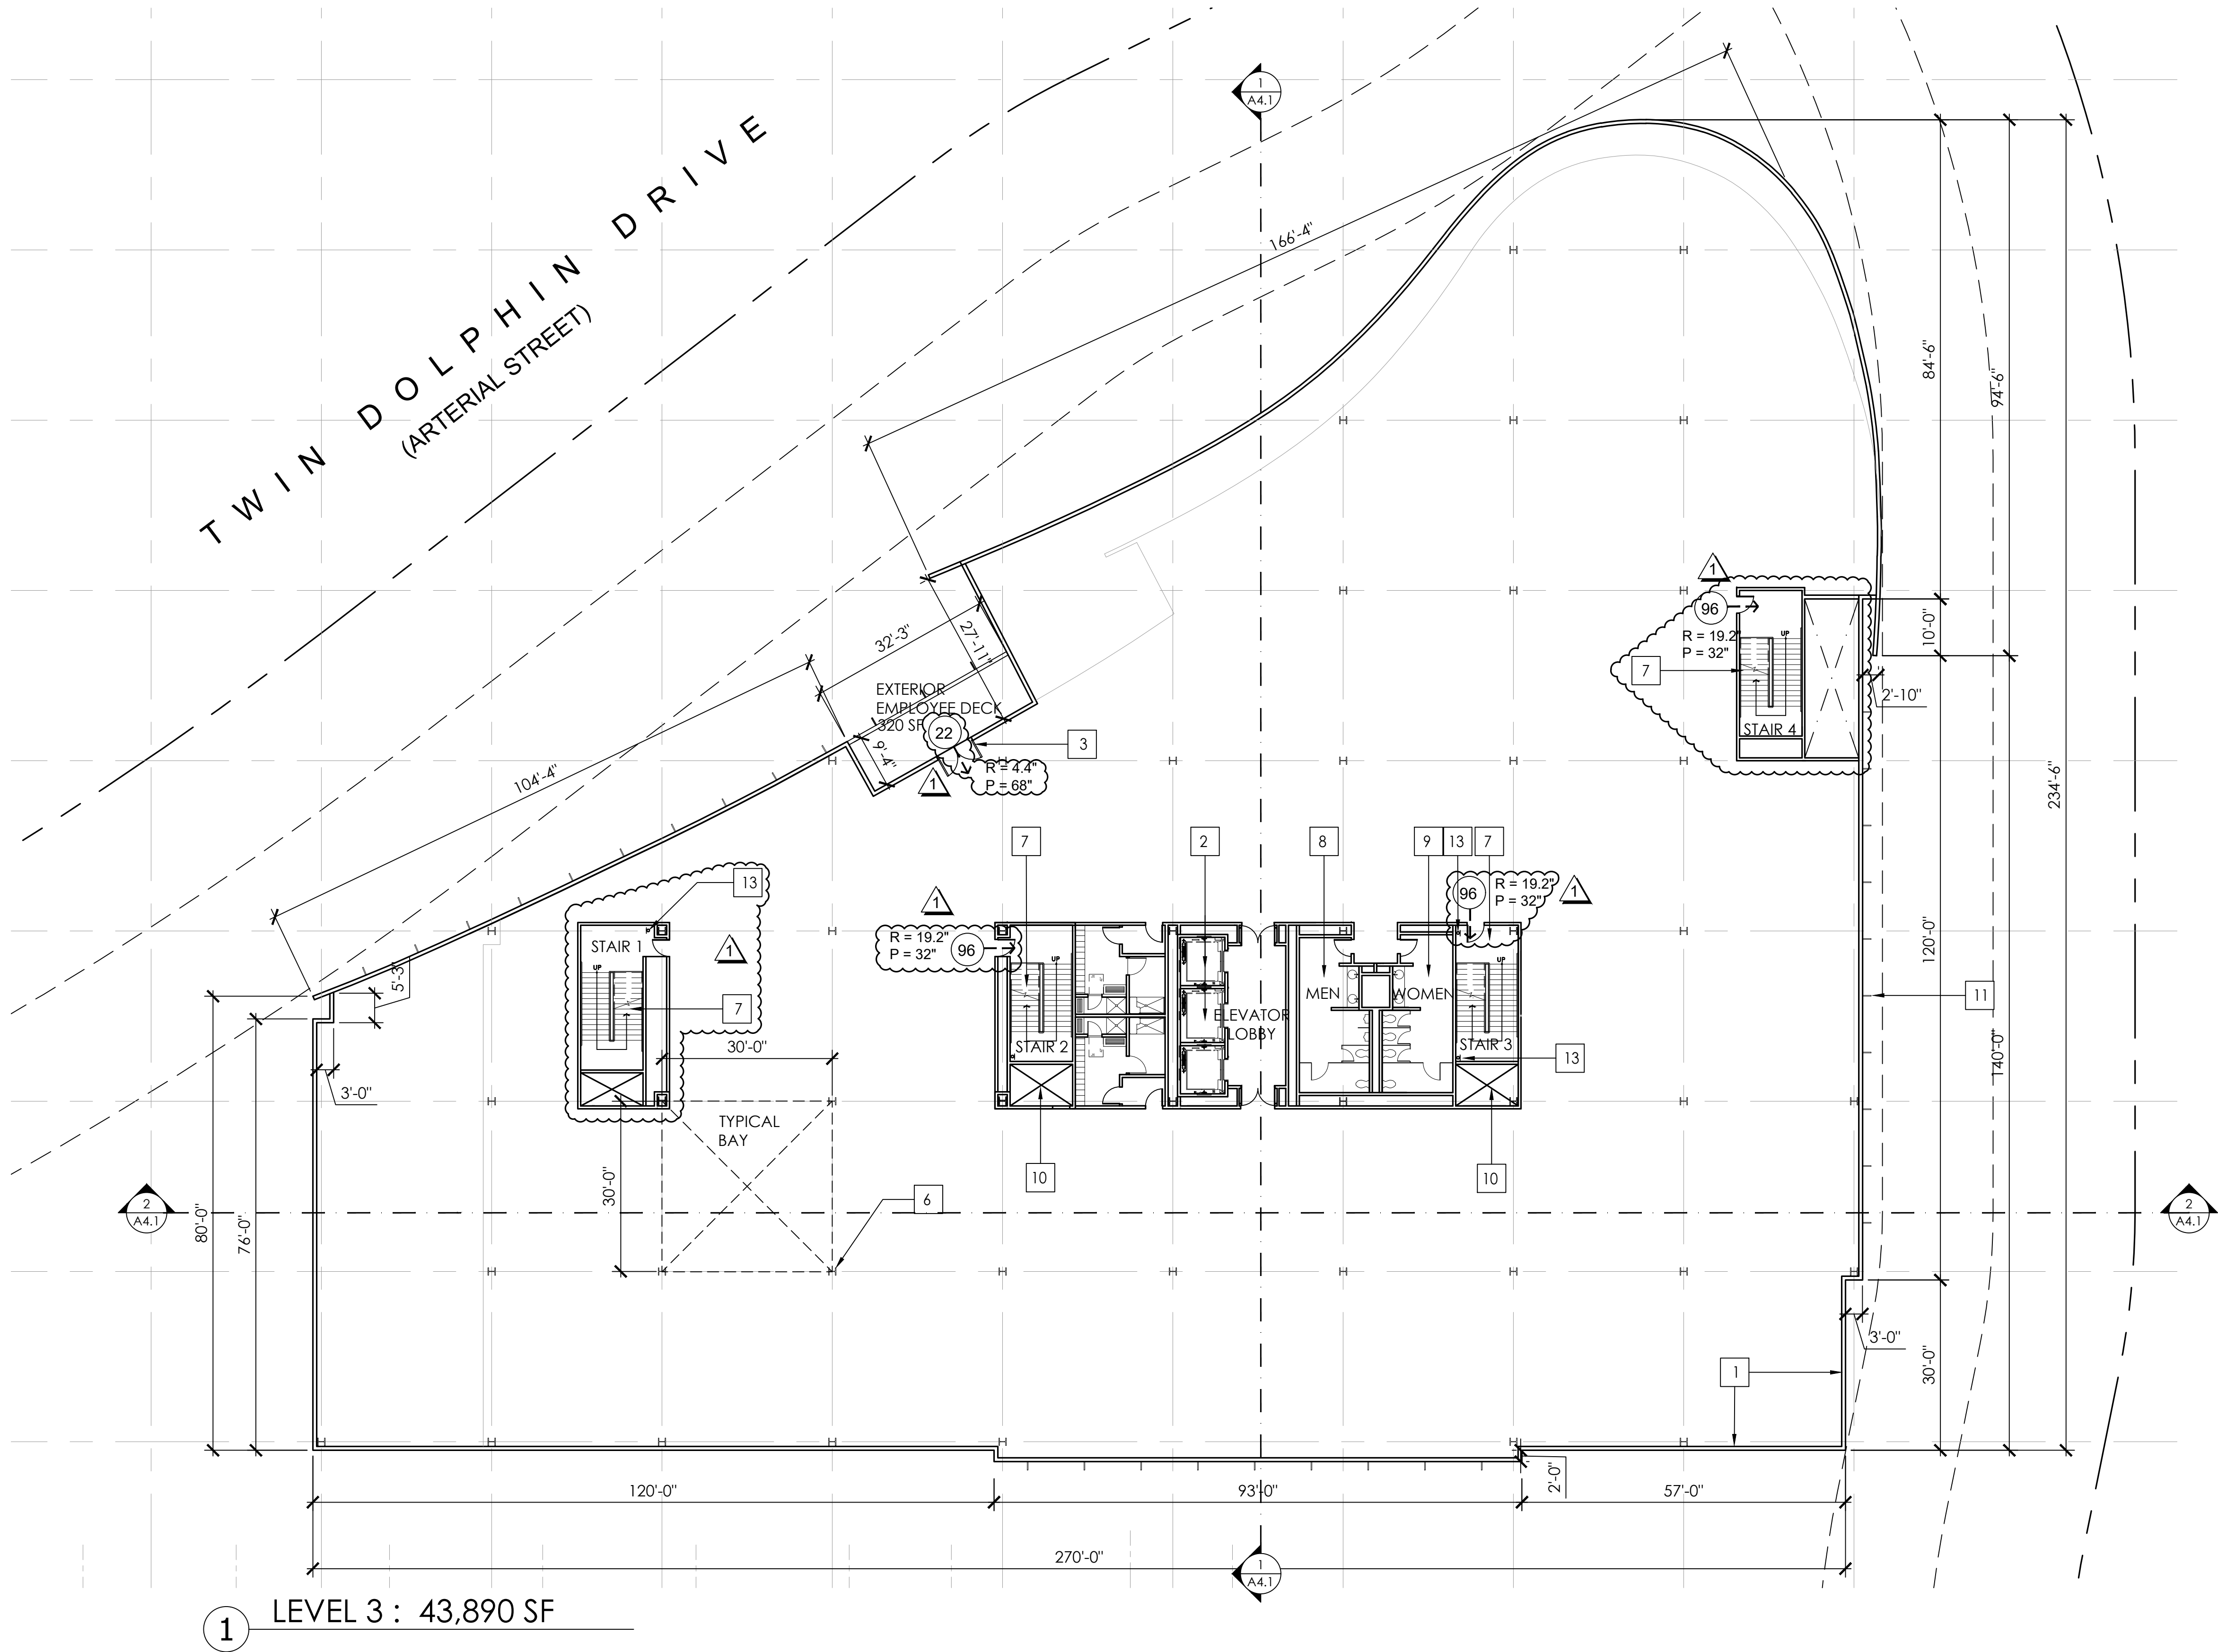 1
A4.1
TWIN DOLPHIN DRIVE
(ARTERIAL STREET)
166'-4"
84'-6"
94'-6"
234'-6"
1
96
R = 19.2"
P = 32"
UP
7
STAIR 4
10'-0"
2'-10"
32'-3"
27'-11"
EXTERIOR
EMPLOYEE DECK
320 SF
22
3
9'-4"
R = 4.4"
P = 68"
1
104'-4"
13
STAIR 1
UP
1
7
5'-3"
3'-0"
30'-0"
30'-0"
TYPICAL
BAY
6
7
2
8
9
13
7
1
R = 19.2"
P = 32"
96
96
R = 19.2"
P = 32"
1
UP
STAIR 2
ELEVATOR
LOBBY
MEN
WOMEN
UP
STAIR 3
13
10
10
120'-0"
11
140'-0"
2
A4.1
2
A4.1
80'-0"
76'-0"
3'-0"
30'-0"
1
2'-0"
120'-0"
93'-0"
57'-0"
270'-0"
1
A4.1
1
LEVEL 3 : 43,890 SF